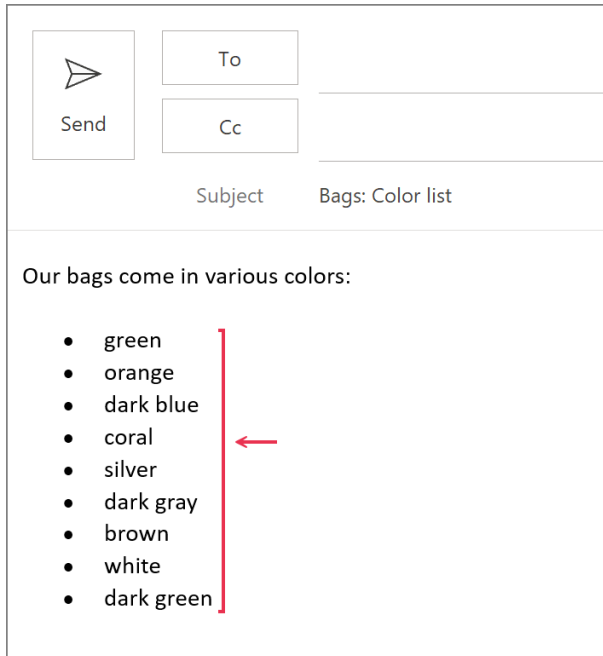 To
Send
Cc
Subject Bags: Color list
Our bags come in various colors:
• green
• orange
• dark blue
• coral
• silver
• dark gray
• brown
• white
• dark green